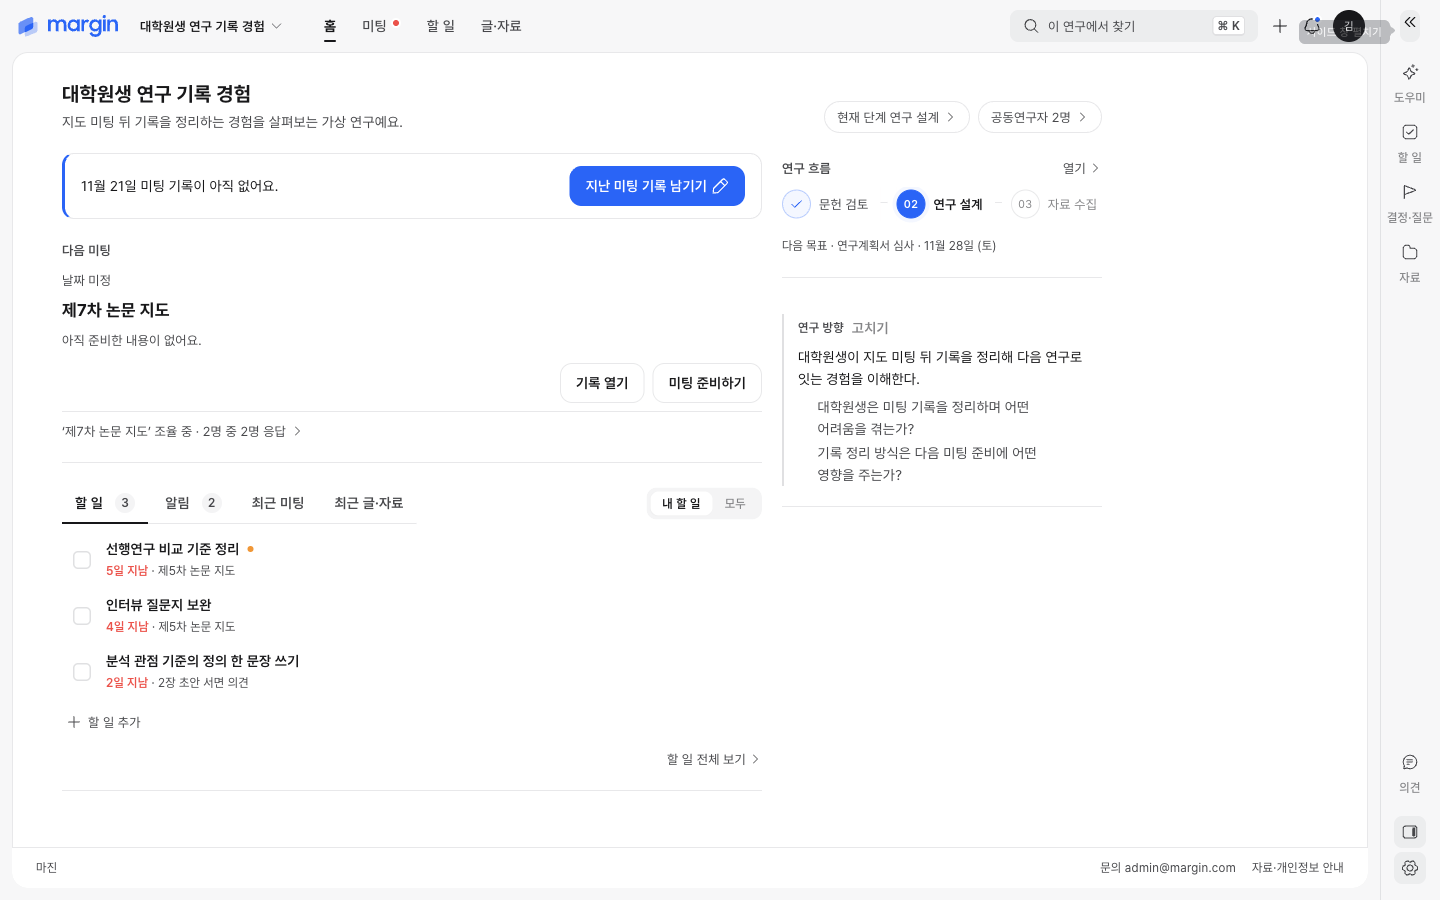 margin
대학원생 연구 기록 경험
홈
미팅
할 일
글·자료
이 연구에서 찾기
⌘ K
김
도우미
할 일
결정·질문
자료
의견
대학원생 연구 기록 경험
지도 미팅 뒤 기록을 정리하는 경험을 살펴보는 가상 연구예요.
현재 단계 연구 설계
공동연구자 2명
11월 21일 미팅 기록이 아직 없어요.
지난 미팅 기록 남기기
다음 미팅
날짜 미정
제7차 논문 지도
아직 준비한 내용이 없어요.
기록 열기
미팅 준비하기
‘제7차 논문 지도’ 조율 중 · 2명 중 2명 응답
연구 흐름
열기
문헌 검토
02
연구 설계
03
자료 수집
다음 목표 · 연구계획서 심사 · 11월 28일 (토)
연구 방향
고치기
대학원생이 지도 미팅 뒤 기록을 정리해 다음 연구로
잇는 경험을 이해한다.
대학원생은 미팅 기록을 정리하며 어떤
어려움을 겪는가?
기록 정리 방식은 다음 미팅 준비에 어떤
영향을 주는가?
할 일 3
알림 2
최근 미팅
최근 글·자료
내 할 일
모두
선행연구 비교 기준 정리
5일 지남 · 제5차 논문 지도
인터뷰 질문지 보완
4일 지남 · 제5차 논문 지도
분석 관점 기준의 정의 한 문장 쓰기
2일 지남 · 2장 초안 서면 의견
할 일 추가
할 일 전체 보기
마진
문의 admin@margin.com
자료·개인정보 안내